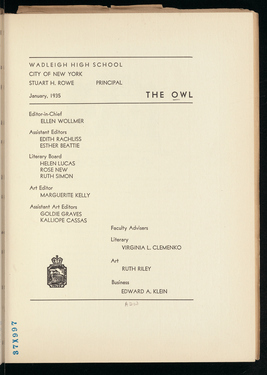 WADLEIGH HIGH SCHOOL
CITY OF NEW YORK
STUART H. ROWE PRINCIPAL
January, 1935 THE OWL
Editor-in-Chief
ELLEN WOLLMER
Assistant Editors
EDITH RACHLISS
ESTHER BEATTIE
Literary Board
HELEN LUCAS
ROSE NEW
RUTH SIMON
Art Editor
MARGUERITE KELLY
Assistant Art Editors
GOLDIE GRAVES
KALLIOPE CASSAS
Faculty Advisers
Literary
VIRGINIA L. CLEMENKO
Art
RUTH RILEY
Business
EDWARD A. KLEIN
37X997